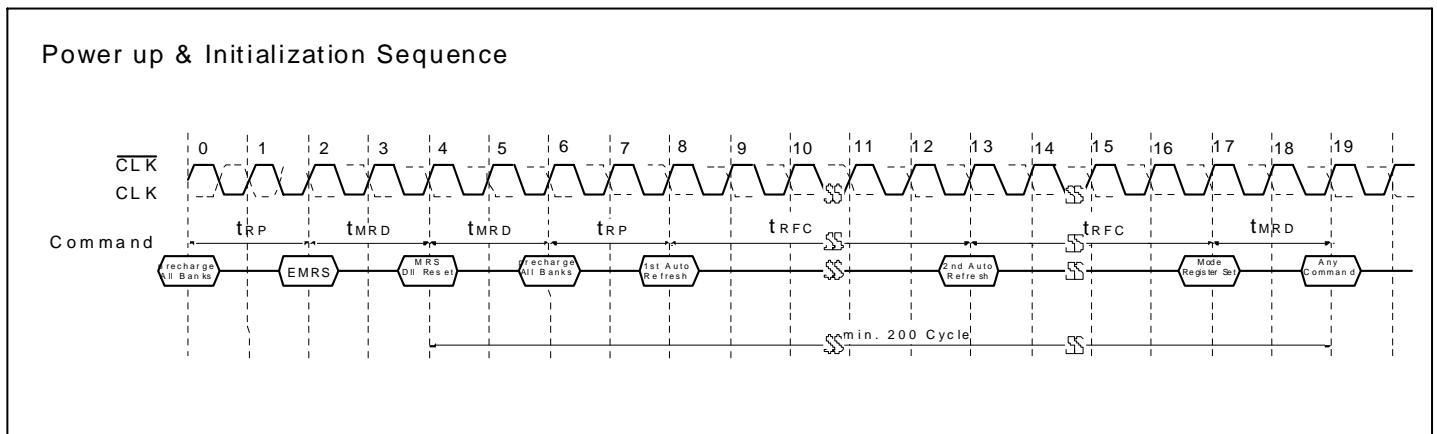 Power up & Initialization Sequence
0 1 2 3 4 5 6 7 8 9 10 11 12 13 14 15 16 17 18 19
CLK
CLK
Command
tRP tMRD tMRD tRP tRFC tRFC tMRD
precharge
All Banks
EMRS
MRS
Dll Reset
precharge
All Banks
1st Auto
Refresh
2nd Auto
Refresh
Mode
Register Set
Any
Command
min. 200 Cycle